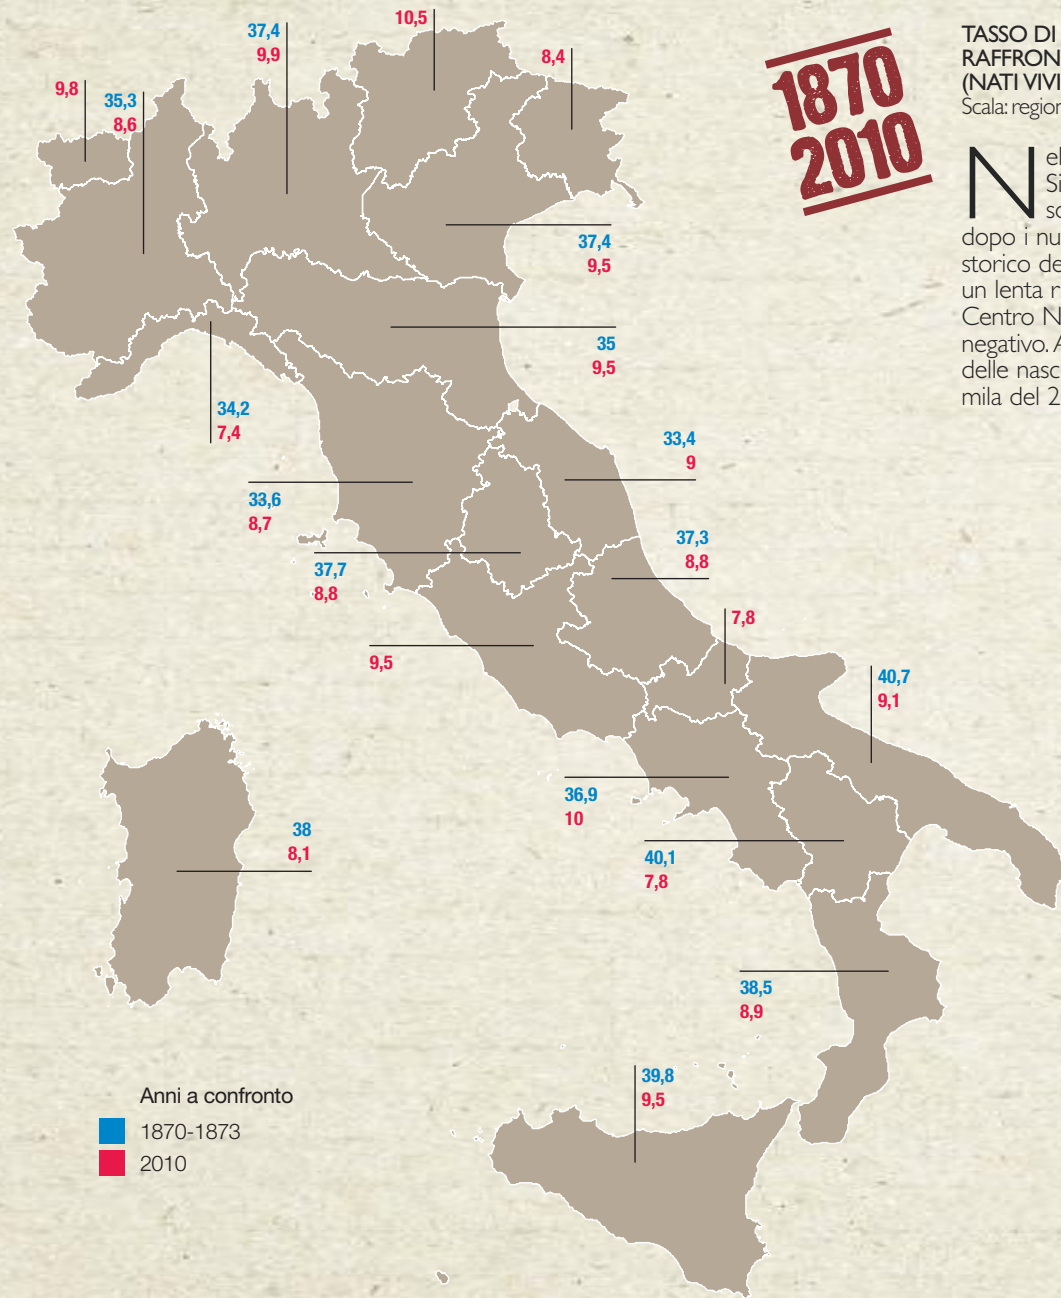 10,5
37,4
9,9
8,4
9,8
35,3
8,6
1870
2010
TASSO DI
RAFFRON
(NATI VIVI
Scala: region
Nel
Si
sc
dopo i nu
storico de
un lenta r
Centro N
negativo. A
delle nasc
mila del 2
37,4
9,5
35
9,5
34,2
7,4
33,4
9
33,6
8,7
37,3
8,8
37,7
8,8
7,8
9,5
40,7
9,1
36,9
10
38
8,1
40,1
7,8
38,5
8,9
39,8
9,5
Anni a confronto
1870-1873
2010